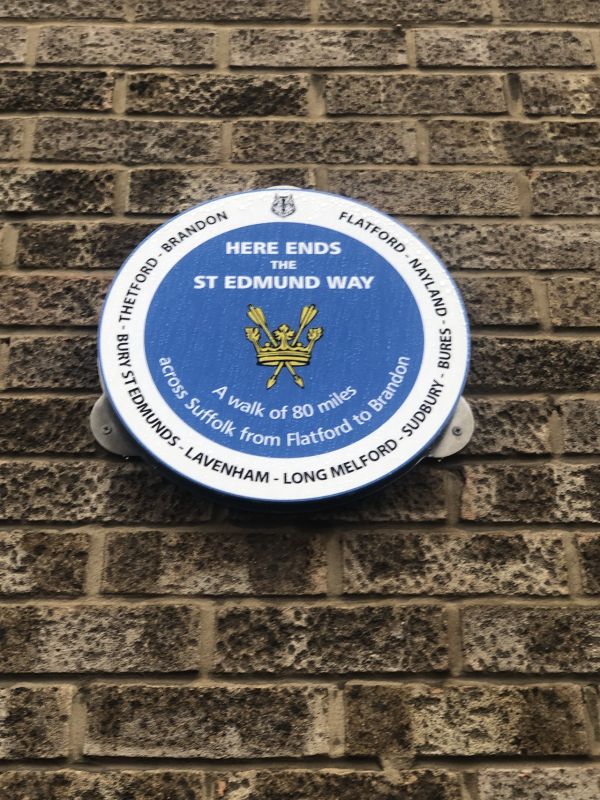 FLATFORD - NAYLAND - BURES - SUDBURY - LONG MELFORD - LAVENHAM - BURY ST EDMUNDS - THETFORD - BRANDON
HERE ENDS
THE
ST EDMUND WAY
A walk of 80 miles
across Suffolk from Flatford to Brandon